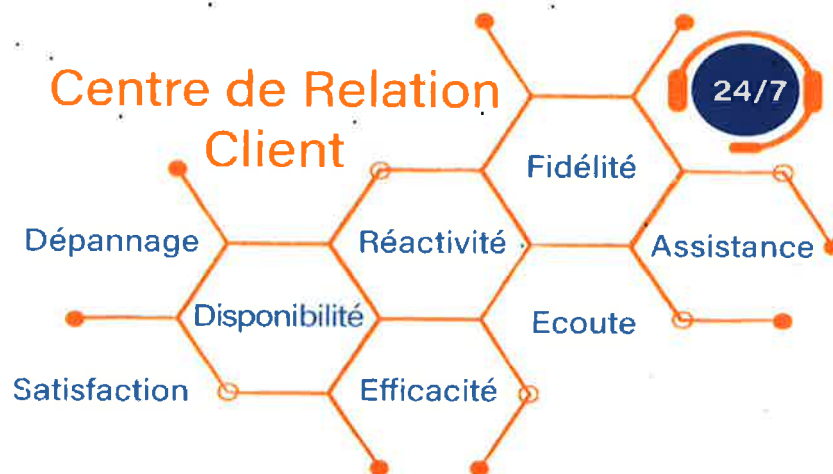 Centre de Relation
Client
24/7
Fidélité
Dépannage
Réactivité
Assistance
Disponibilité
Ecoute
Satisfaction
Efficacité